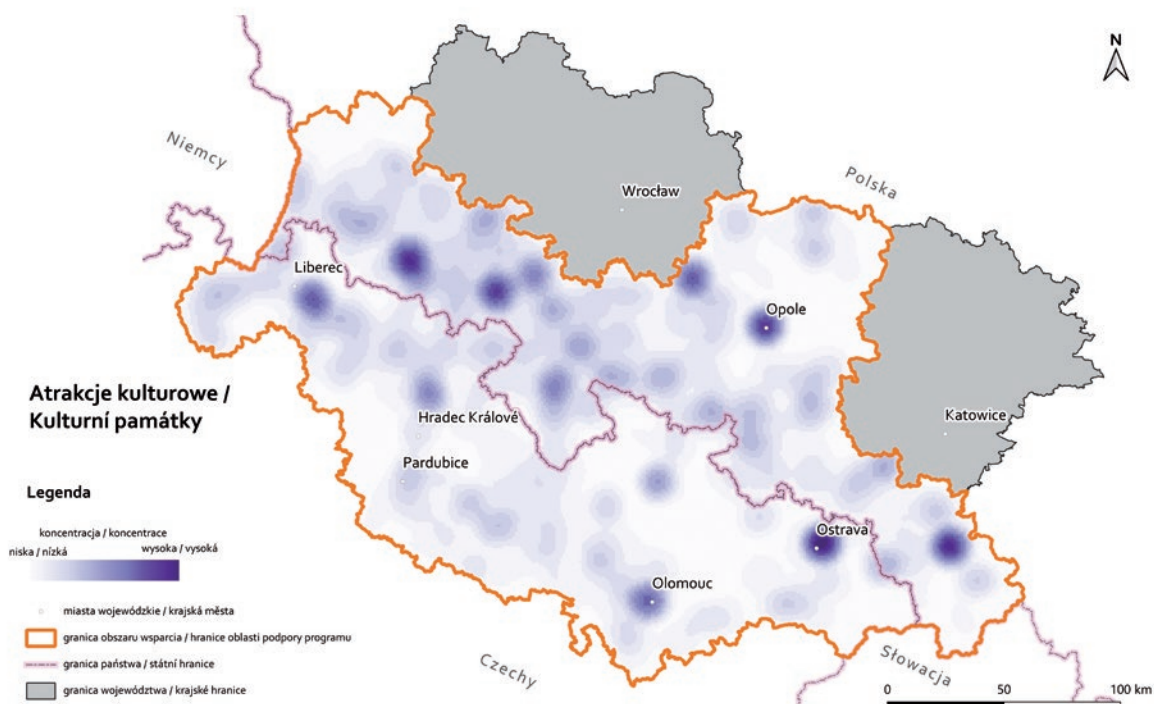 N
Niemcy
Polska
Wrocław
Liberec
Opole
Atrakcje kulturowe /
Kulturní památky
Katowice
Hradec Králové
Pardubice
Legenda
koncentracja / koncentrace
niska / nízká
wysoka / vysoká
Ostrava
Olomouc
miasta wojewódzkie / krajská města
granica obszaru wsparcia / hranice oblasti podpory programu
granica państwa / státní hranice
granica województwa / krajské hranice
Czechy
Słowacja
0 50 100 km